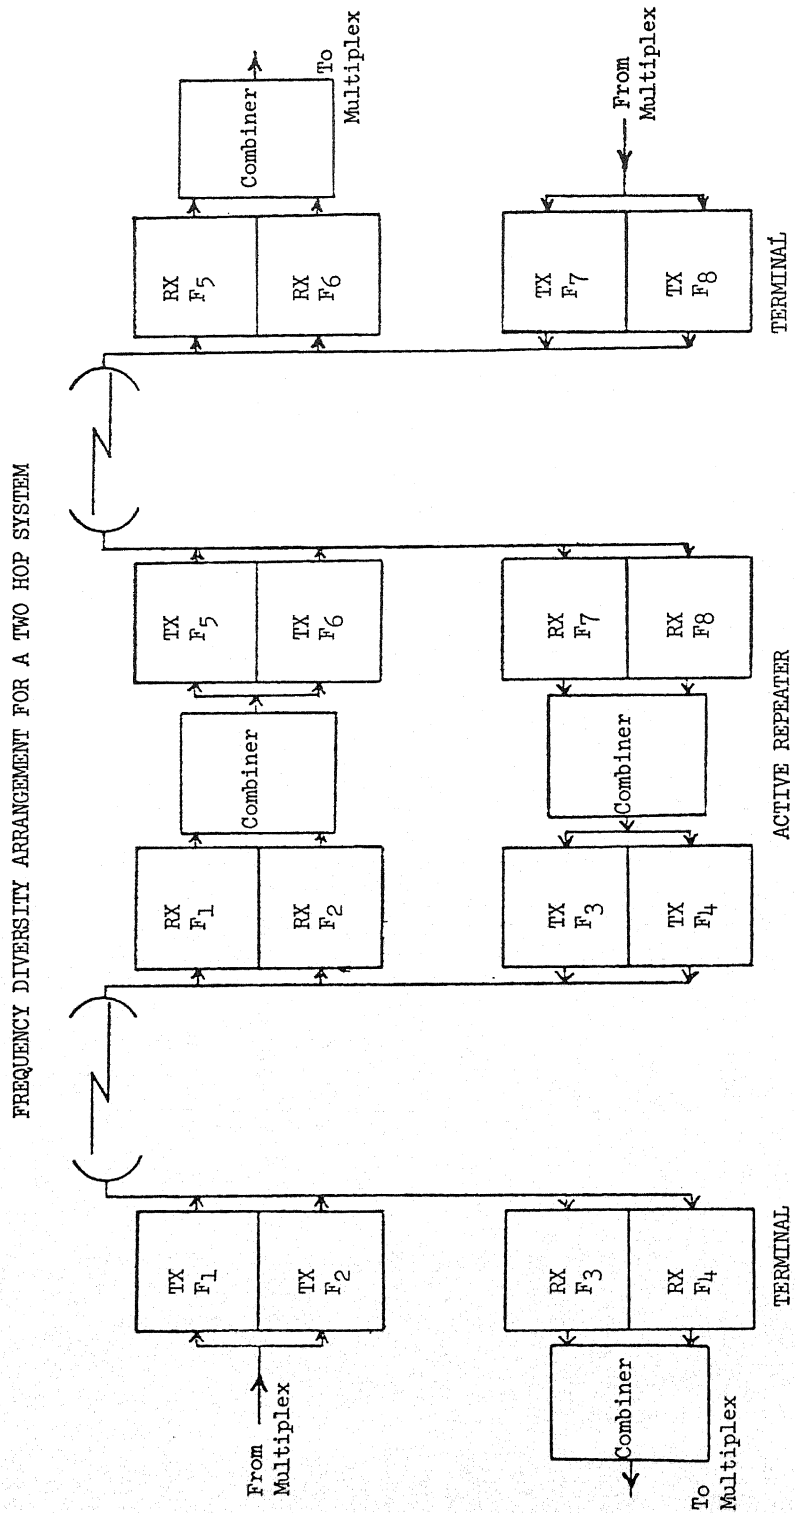 FREQUENCY DIVERSITY ARRANGEMENT FOR A TWO HOP SYSTEM
From
Multiplex
TX
F1
TX
F2
RX
F1
RX
F2
Combiner
TX
F5
TX
F6
RX
F5
RX
F6
Combiner
To
Multiplex
To
Multiplex
Combiner
RX
F3
RX
F4
TX
F3
TX
F4
Combiner
RX
F7
RX
F8
TX
F7
TX
F8
From
Multiplex
TERMINAL
ACTIVE REPEATER
TERMINAL